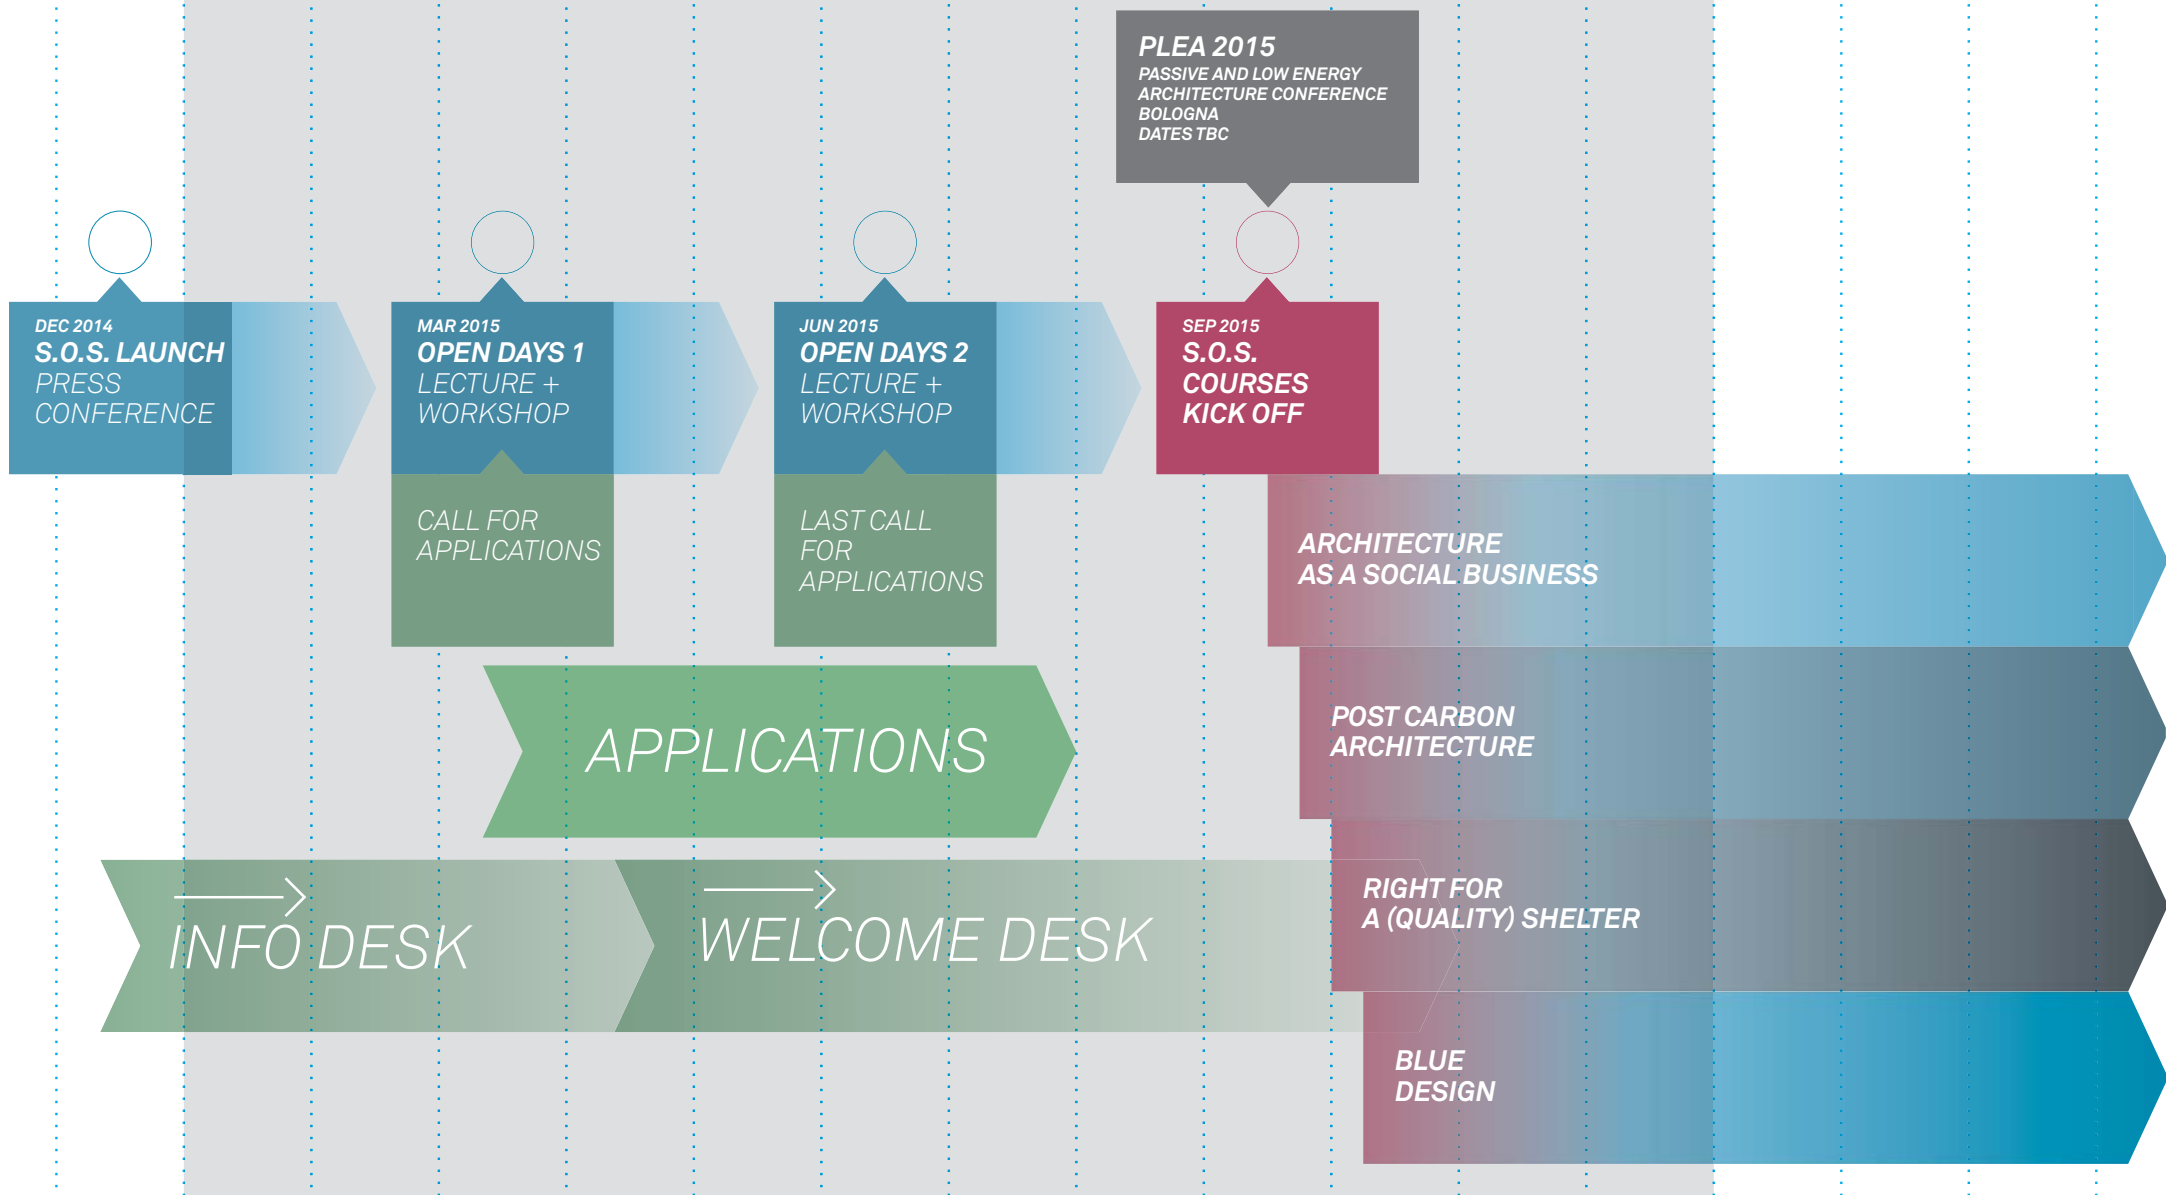 PLEA 2015
PASSIVE AND LOW ENERGY
ARCHITECTURE CONFERENCE
BOLOGNA
DATES TBC
DEC 2014
S.O.S. LAUNCH
PRESS
CONFERENCE
MAR 2015
OPEN DAYS 1
LECTURE +
WORKSHOP
JUN 2015
OPEN DAYS 2
LECTURE +
WORKSHOP
SEP 2015
S.O.S.
COURSES
KICK OFF
CALL FOR
APPLICATIONS
LAST CALL
FOR
APPLICATIONS
ARCHITECTURE
AS A SOCIAL BUSINESS
APPLICATIONS
POST CARBON
ARCHITECTURE
INFO DESK
WELCOME DESK
RIGHT FOR
A (QUALITY) SHELTER
BLUE
DESIGN